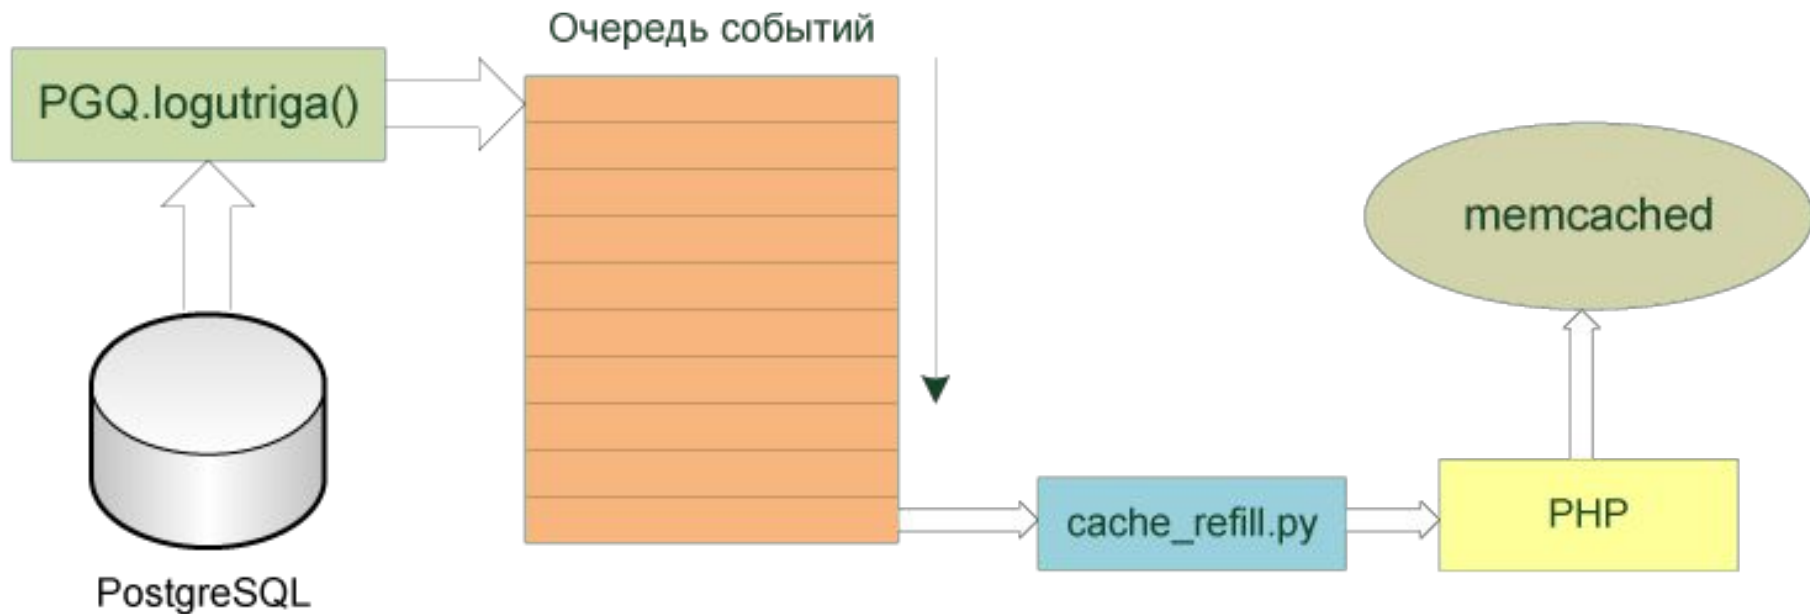 Очередь событий
PGQ.logutriga()
memcached
cache_refill.py
PHP
PostgreSQL